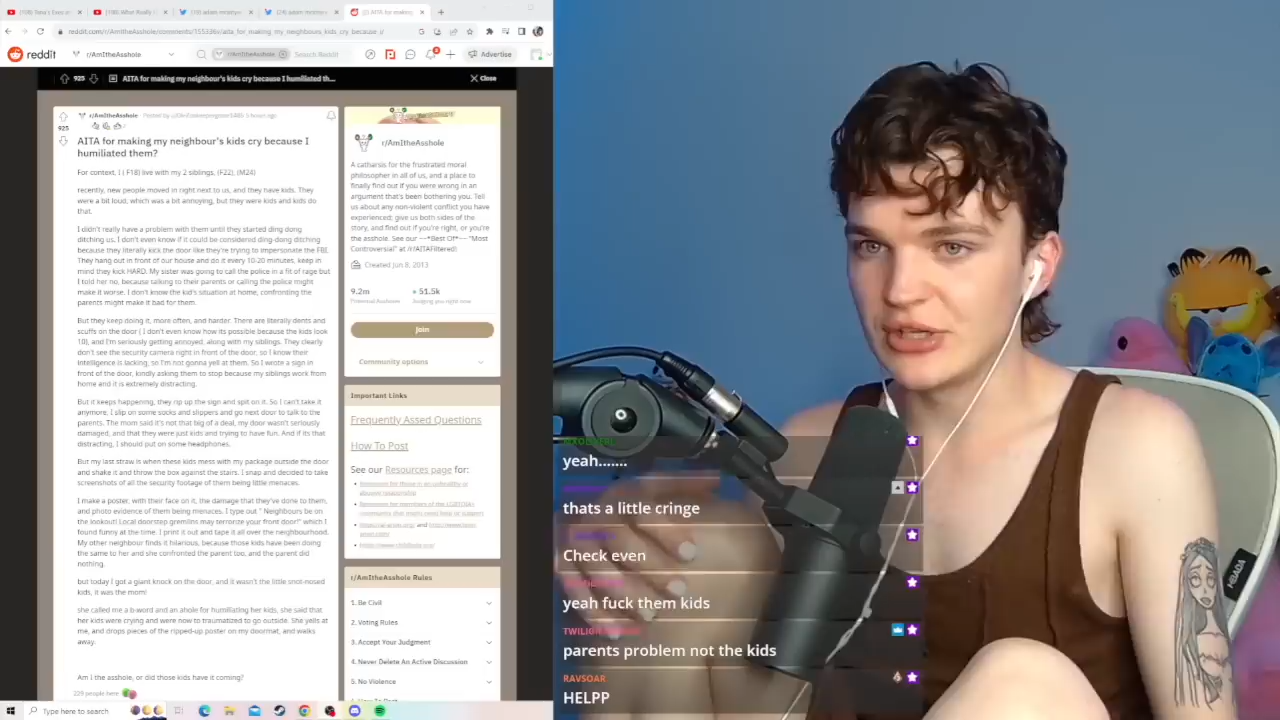 reddit.com/r/AmItheAsshole/comments/155336v/aita_for_making_my_neighbours_kids_cry_because_i/
reddit
r/AmItheAsshole
r/AmItheAsshole
Search Reddit
Advertise
925
AITA for making my neighbour's kids cry because I humiliated th...
Close
r/AmItheAsshole
5 hours ago
925
AITA for making my neighbour's kids cry because I
humiliated them?
For context, I ( F18) live with my 2 siblings, (F22), (M24)
recently, new people moved in right next to us, and they have kids. They
were a bit loud, which was a bit annoying, but they were kids and kids do
that.
I didn't really have a problem with them until they started ding dong
ditching us, I don't even know if it could be considered ding-dong ditching
because they literally kick the door like they're trying to impersonate the FBI.
They hang out in front of our house and do it every 10-20 minutes, keep in
mind they kick HARD. My sister was going to call the police in a fit of rage but
I told her no, because talking to their parents or calling the police might
make it worse. I don't know the kid's situation at home, confronting the
parents might make it bad for them.
But they keep doing it, more often, and harder. There are literally dents and
scuffs on the door ( I don't even know how its possible because the kids look
10), and I'm seriously getting annoyed, along with my siblings. They clearly
don't see the security camera right in front of the door, so I know their
intelligence is lacking, so I'm not gonna yell at them. So I wrote a sign in
front of the door, kindly asking them to stop because my siblings work from
home and it is extremely distracting.
But it keeps happening, they rip up the sign and spit on it. So I can't take it
anymore, I slip on some socks and slippers and go next door to talk to the
parents. The mom said it's not that big of a deal, my door wasn't seriously
damaged, and that they were just kids and trying to have fun. And if its that
distracting, I should put on some headphones.
But my last straw is when these kids mess with my package outside the door
and shake it and throw the box against the stairs. I snap and decided to take
screenshots of all the security footage of them being little menaces.
I make a poster, with their face on it, the damage that they've done to them,
and photo evidence of them being menaces. I type out " Neighbours be on
the lookout! Local doorstep gremlins may terrorize your front door!" which I
found funny at the time. I print it out and tape it all over the neighbourhood.
My other neighbour finds it hilarious, because those kids have been doing
the same to her and she confronted the parent too, and the parent did
nothing.
but today I got a giant knock on the door, and it wasn't the little snot-nosed
kids, it was the mom!
she called me a b-word and an ahole for humiliating her kids, she said that
her kids were crying and were now to traumatized to go outside. She yells at
me, and drops pieces of the ripped-up poster on my doormat, and walks
away.
Am I the asshole, or did those kids have it coming?
229 people here
r/AmItheAsshole
A catharsis for the frustrated moral
philosopher in all of us, and a place to
finally find out if you were wrong in an
argument that's been bothering you. Tell
us about any non-violent conflict you have
experienced; give us both sides of the
story, and find out if you're right, or you're
the asshole. See our ~~*Best Of*~~ "Most
Controversial" at /r/AITAFiltered!
Created Jun 8, 2013
9.2m
51.5k
Join
Community options
Important Links
Frequently Assed Questions
How To Post
See our Resources page for:
r/AmItheAsshole Rules
1. Be Civil
2. Voting Rules
3. Accept Your Judgment
4. Never Delete An Active Discussion
5. No Violence
Type here to search
yeah.......
thats a little cringe
Check even
yeah fuck them kids
parents problem not the kids
RAVSOAR
HELPP